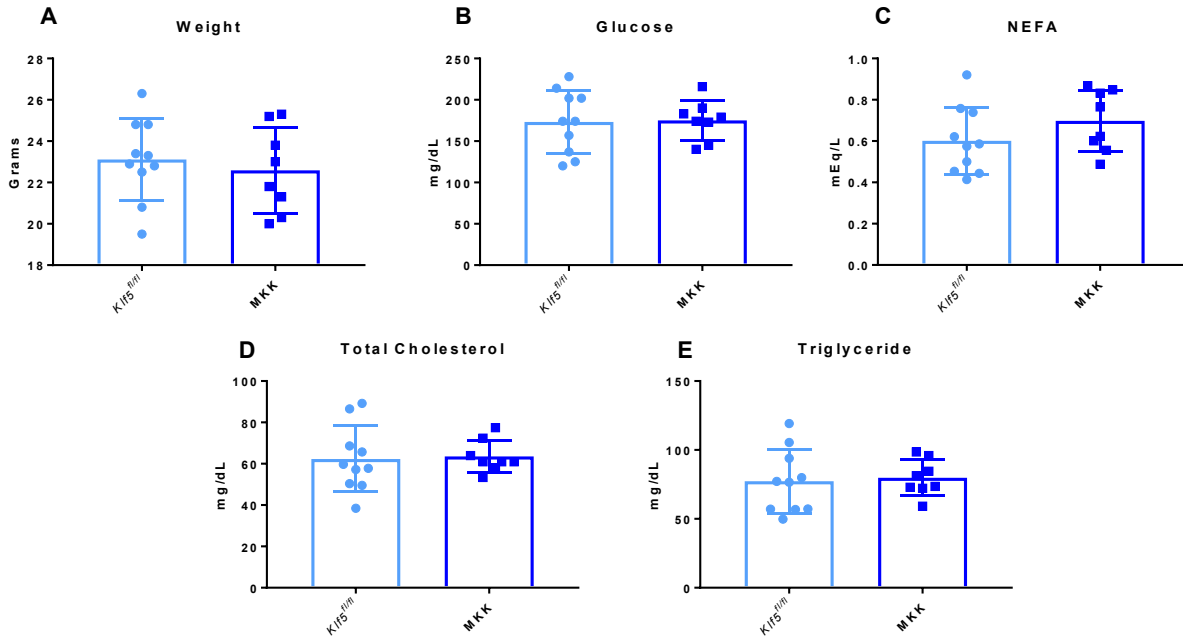 A
Weight
Grams
28
26
24
22
20
18
Klf5fl/fl
MKK
B
Glucose
mg/dL
250
200
150
100
50
0
Klf5fl/fl
MKK
C
NEFA
mEq/L
1.0
0.8
0.6
0.4
0.2
0.0
Klf5fl/fl
MKK
D
Total Cholesterol
mg/dL
100
80
60
40
20
0
Klf5fl/fl
MKK
E
Triglyceride
mg/dL
150
100
50
0
Klf5fl/fl
MKK